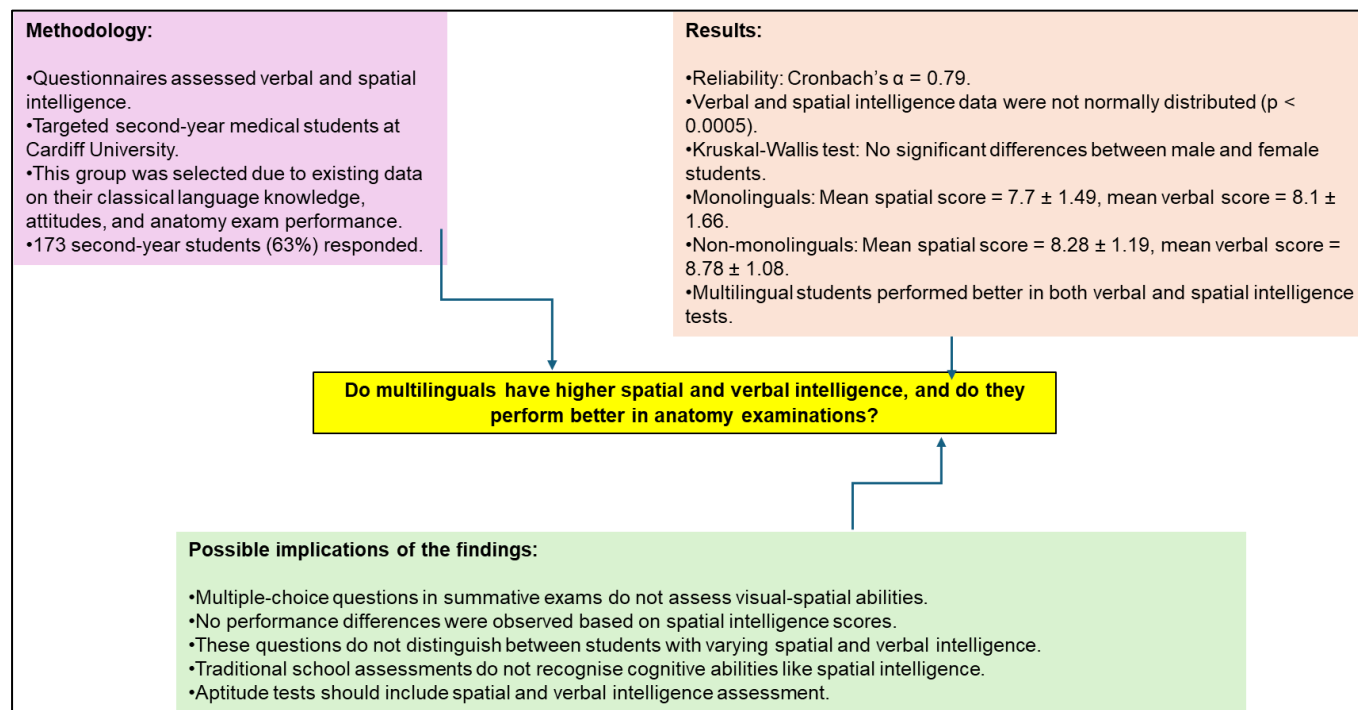 Methodology:
•Questionnaires assessed verbal and spatial
intelligence.
•Targeted second-year medical students at
Cardiff University.
•This group was selected due to existing data
on their classical language knowledge,
attitudes, and anatomy exam performance.
•173 second-year students (63%) responded.
Results:
•Reliability: Cronbach’s α = 0.79.
•Verbal and spatial intelligence data were not normally distributed (p <
0.0005).
•Kruskal-Wallis test: No significant differences between male and female
students.
•Monolinguals: Mean spatial score = 7.7 ± 1.49, mean verbal score = 8.1 ±
1.66.
•Non-monolinguals: Mean spatial score = 8.28 ± 1.19, mean verbal score =
8.78 ± 1.08.
•Multilingual students performed better in both verbal and spatial intelligence
tests.
Do multilinguals have higher spatial and verbal intelligence, and do they
perform better in anatomy examinations?
Possible implications of the findings:
•Multiple-choice questions in summative exams do not assess visual-spatial abilities.
•No performance differences were observed based on spatial intelligence scores.
•These questions do not distinguish between students with varying spatial and verbal intelligence.
•Traditional school assessments do not recognise cognitive abilities like spatial intelligence.
•Aptitude tests should include spatial and verbal intelligence assessment.